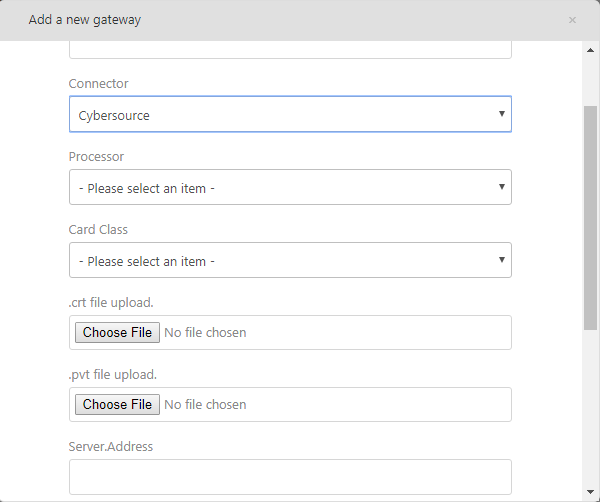 Add a new gateway ×
Connector
Cybersource
Processor
- Please select an item -
Card Class
- Please select an item -
.crt file upload.
Choose File No file chosen
.pvt file upload.
Choose File No file chosen
Server.Address